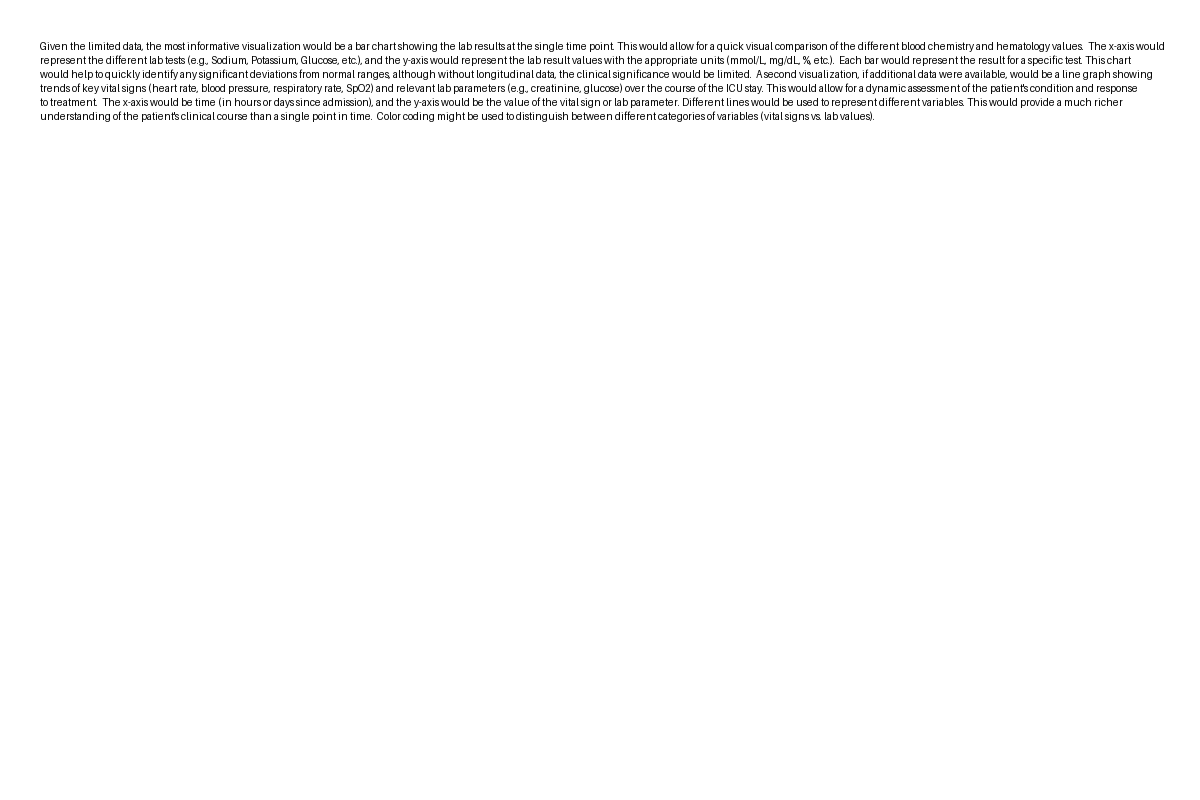 Given the limited data, the most informative visualization would be a bar chart showing the lab results at the single time point. This would allow for a quick visual comparison of the different blood chemistry and hematology values.  The x-axis would
represent the different lab tests (e.g., Sodium, Potassium, Glucose, etc.), and the y-axis would represent the lab result values with the appropriate units (mmol/L, mg/dL, %, etc.).  Each bar would represent the result for a specific test. This chart
would help to quickly identify any significant deviations from normal ranges, although without longitudinal data, the clinical significance would be limited.  A second visualization, if additional data were available, would be a line graph showing
trends of key vital signs (heart rate, blood pressure, respiratory rate, SpO2) and relevant lab parameters (e.g., creatinine, glucose) over the course of the ICU stay. This would allow for a dynamic assessment of the patient's condition and response
to treatment.  The x-axis would be time (in hours or days since admission), and the y-axis would be the value of the vital sign or lab parameter. Different lines would be used to represent different variables. This would provide a much richer
understanding of the patient's clinical course than a single point in time.  Color coding might be used to distinguish between different categories of variables (vital signs vs. lab values).